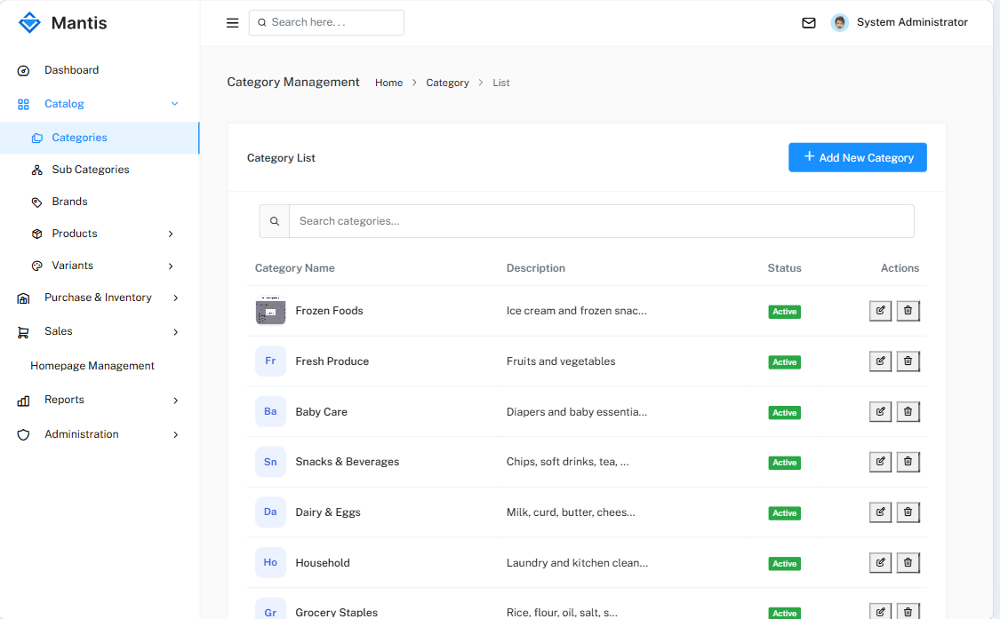 Mantis
Search here. . .
System Administrator
Dashboard
Catalog
Categories
Sub Categories
Brands
Products
Variants
Purchase & Inventory
Sales
Homepage Management
Reports
Administration
Category Management Home > Category > List
Category List
Add New Category
Search categories...
Category Name Description Status Actions
Frozen Foods Ice cream and frozen snac... Active
Fr Fresh Produce Fruits and vegetables Active
Ba Baby Care Diapers and baby essentia... Active
Sn Snacks & Beverages Chips, soft drinks, tea, ... Active
Da Dairy & Eggs Milk, curd, butter, chees... Active
Ho Household Laundry and kitchen clean... Active
Gr Grocery Staples Rice, flour, oil, salt, s... Active